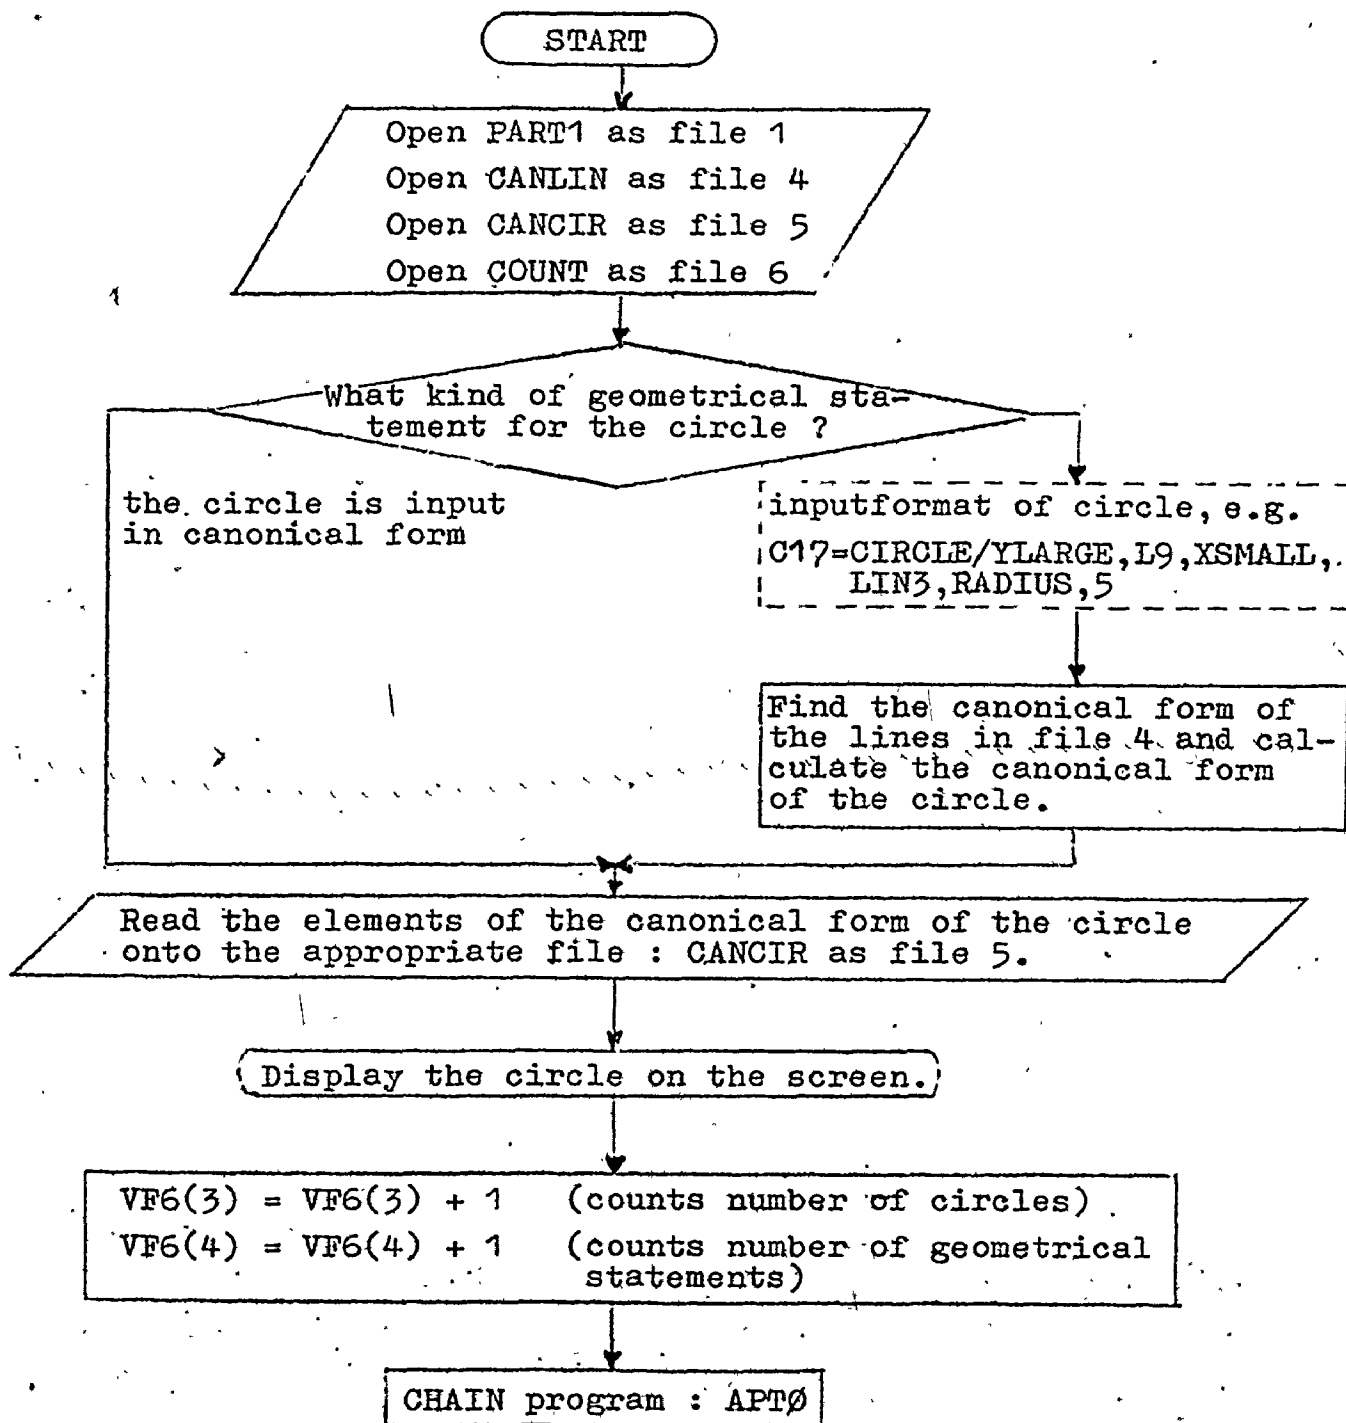 START
Open PART1 as file 1
Open CANLIN as file 4
Open CANCIR as file 5
Open COUNT as file 6
What kind of geometrical sta-
tement for the circle ?
the circle is input
in canonical form
inputformat of circle, e.g.
C17=CIRCLE/YLARGE,L9,XSMALL,
LIN3,RADIUS,5
Find the canonical form of
the lines in file 4 and cal-
culate the canonical form
of the circle.
Read the elements of the canonical form of the circle
onto the appropriate file : CANCIR as file 5.
Display the circle on the screen.
VF6(3) = VF6(3) + 1 (counts number of circles)
VF6(4) = VF6(4) + 1 (counts number of geometrical
statements)
CHAIN program : APTØ